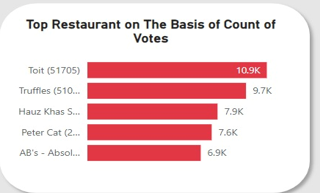 Top Restaurant on The Basis of Count of
Votes
Toit (51705) 10.9K
Truffles (510... 9.7K
Hauz Khas S... 7.9K
Peter Cat (2... 7.6K
AB's - Absol... 6.9K